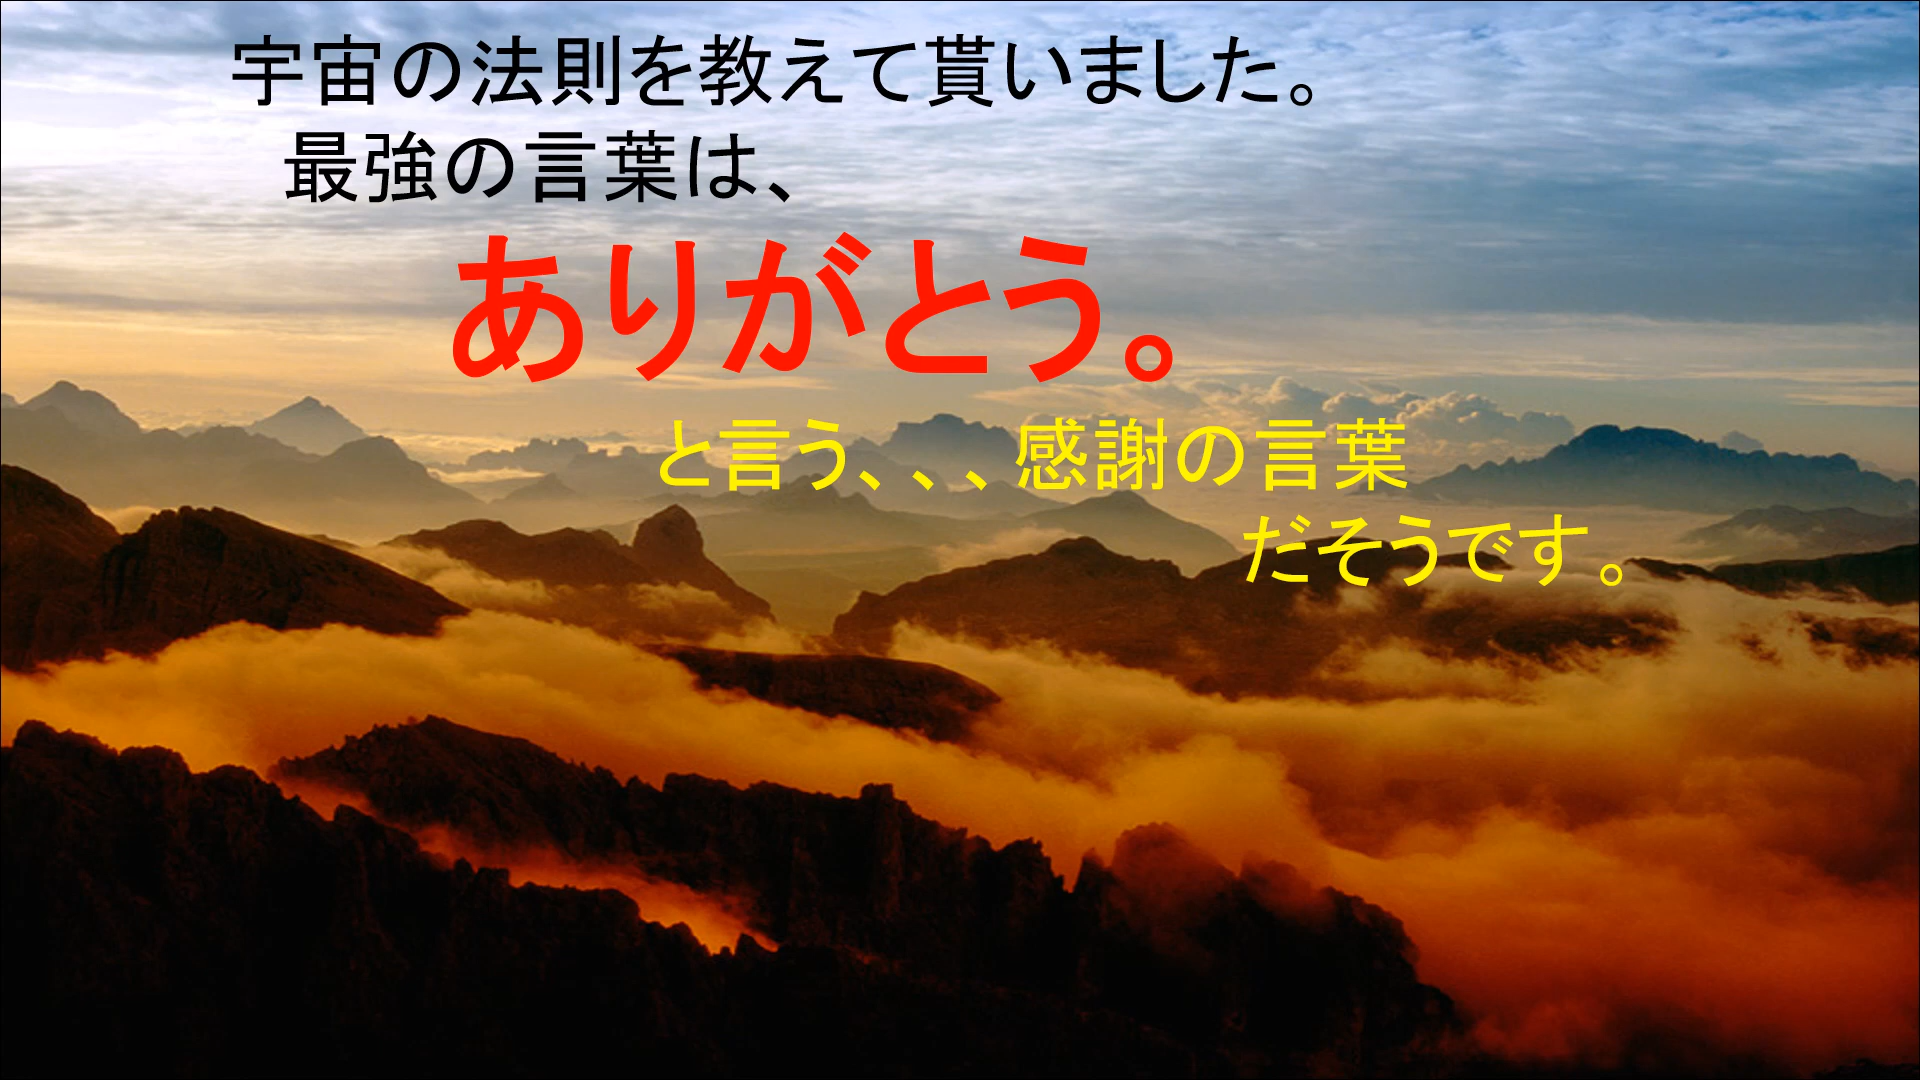 宇宙の法則を教えて貰いました。
最強の言葉は、
ありがとう。
と言う、、、感謝の言葉
だそうです。